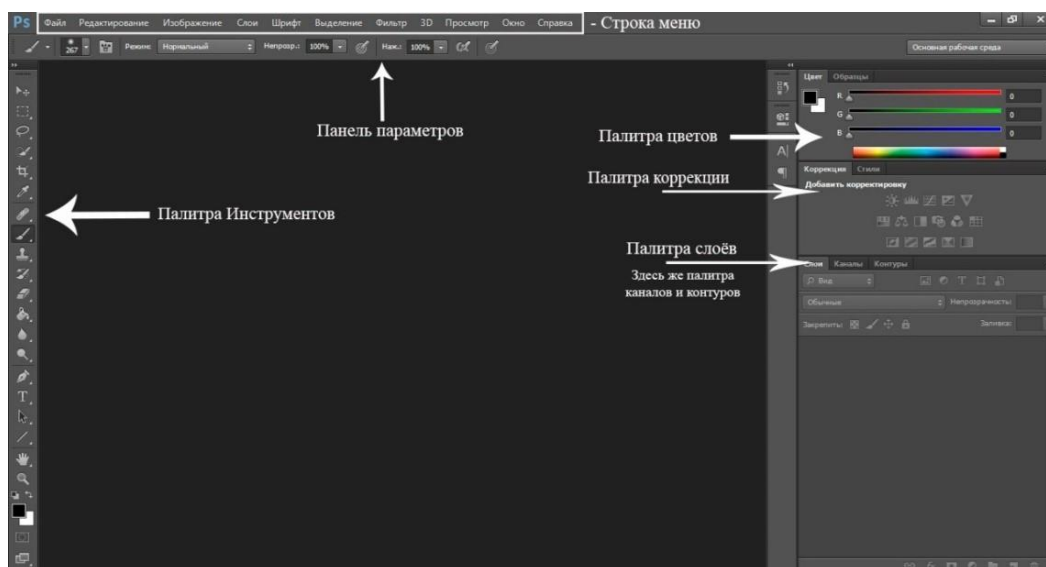 Ps Файл Редактирование Изображение Слои Шрифт Выделение Фильтр 3D Просмотр Окно Справка - Строка меню
267 Режим: Нормальный Непрозр.: 100% Наж.: 100% Основная рабочая среда
Цвет Образцы
R 0
G 0
B 0
Панель параметров
Палитра цветов
Коррекция Стили
Добавить корректировку
Палитра коррекции
Палитра Инструментов
Палитра слоёв
Здесь же палитра
каналов и контуров
Слои Каналы Контуры
Вид
Обычные Непрозрачность:
Закрепить: Заливка: